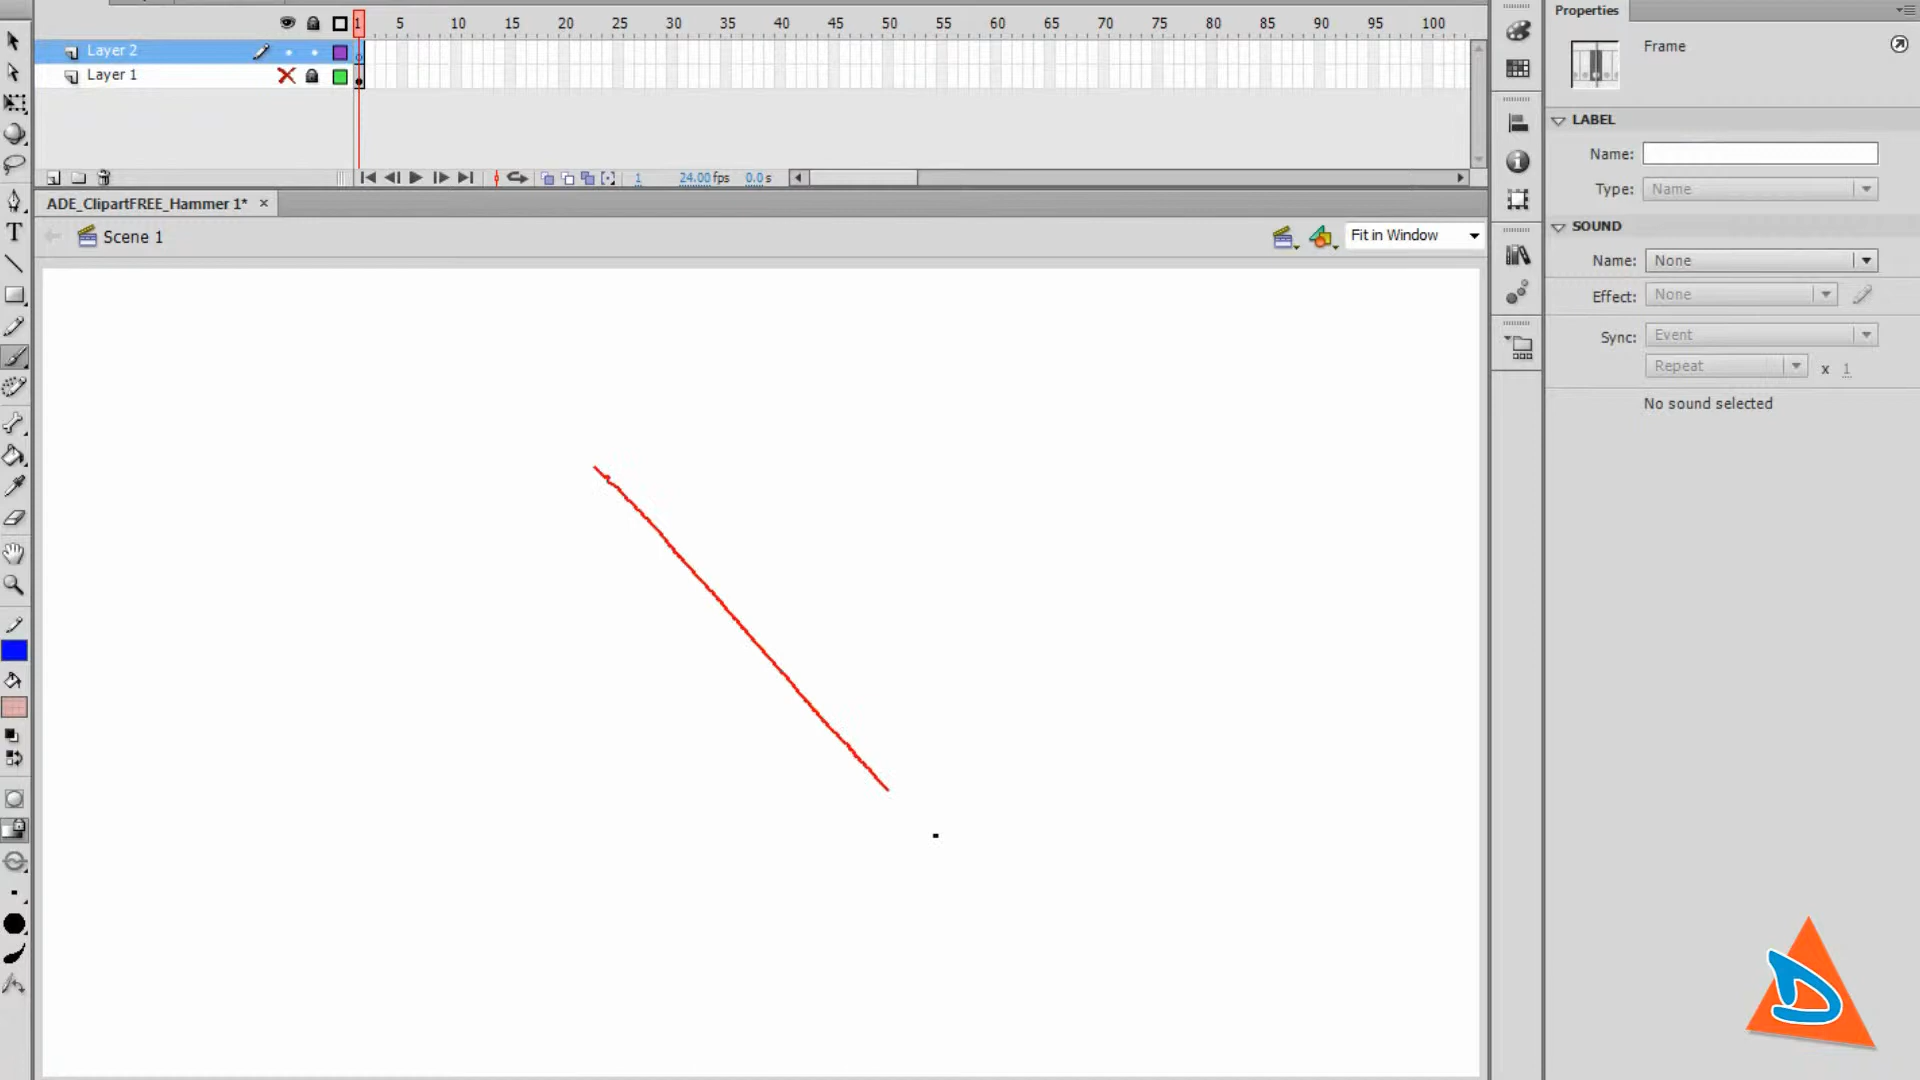 1 5 10 15 20 25 30 35 40 45 50 55 60 65 70 75 80 85 90 95 100
Layer 2
Layer 1
1 24.00 fps 0.0 s
ADE_ClipartFREE_Hammer 1* ×
Scene 1
Fit in Window
T
Properties
Frame
LABEL
Name:
Type: Name
SOUND
Name: None
Effect: None
Sync: Event
Repeat x 1
No sound selected
D